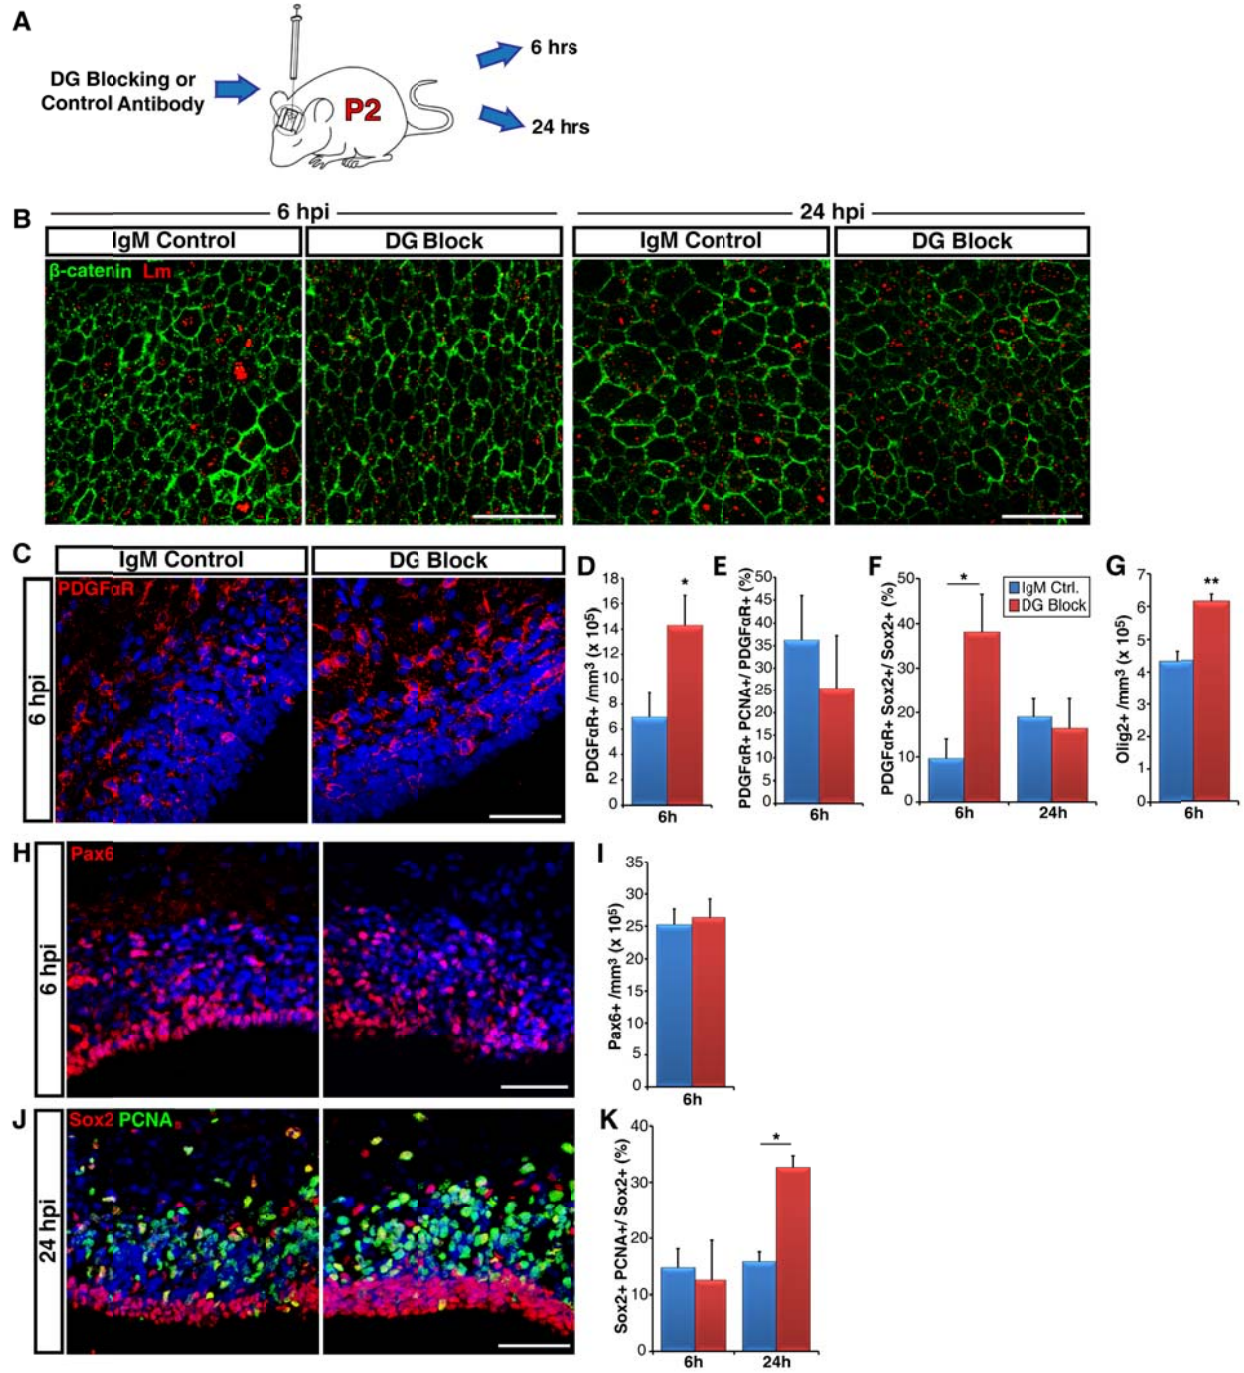 A
DG Blocking or
Control Antibody
P2
6 hrs
24 hrs
B
6 hpi
24 hpi
IgM Control
DG Block
IgM Control
DG Block
β-catenin Lm
C
IgM Control
DG Block
6 hpi
PDGFαR
D
PDGFαR+ /mm³ (x 10⁵)
18
16
14
12
10
8
6
4
2
0
*
6h
E
PDGFαR+ PCNA+/ PDGFαR+ (%)
50
45
40
35
30
25
20
15
10
5
0
6h
F
PDGFαR+ Sox2+/ Sox2+ (%)
50
40
30
20
10
0
*
IgM Ctrl.
DG Block
6h
24h
G
Olig2+ /mm³ (x 10⁵)
7
6
5
4
3
2
1
0
**
6h
H
6 hpi
Pax6
I
Pax6+ /mm³ (x 10⁵)
35
30
25
20
15
10
5
0
6h
J
24 hpi
Sox2 PCNA
K
Sox2+ PCNA+/ Sox2+ (%)
40
30
20
10
0
*
6h
24h